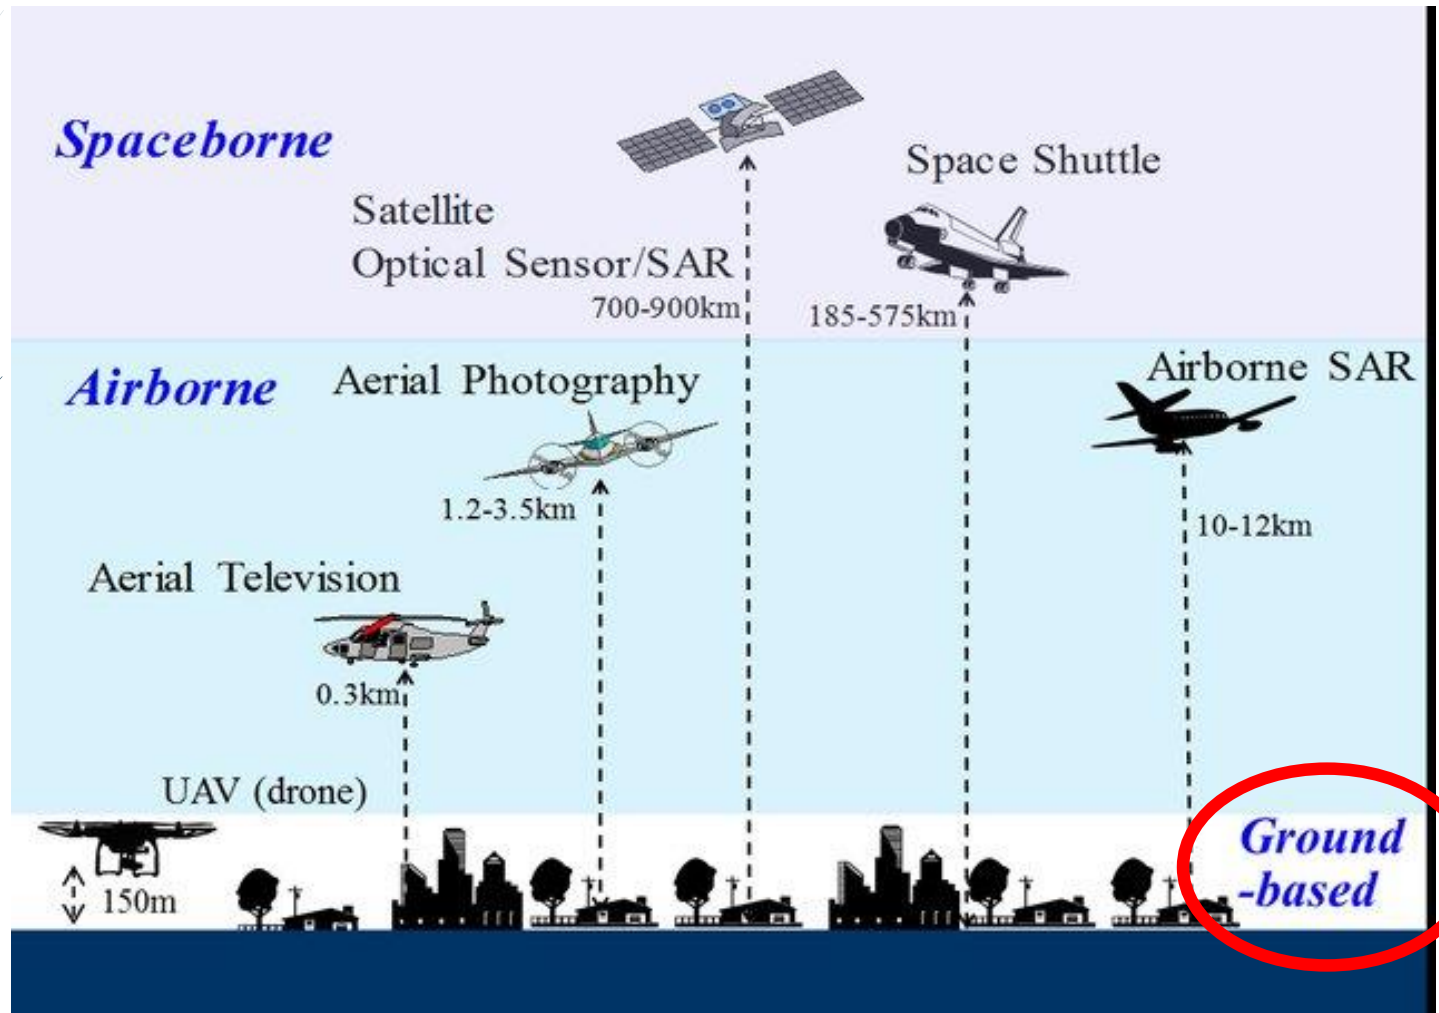 Spaceborne
Space Shuttle
Satellite
Optical Sensor/SAR
700-900km
185-575km
Airborne
Aerial Photography
Airborne SAR
1.2-3.5km
10-12km
Aerial Television
0.3km
UAV (drone)
150m
Ground
-based